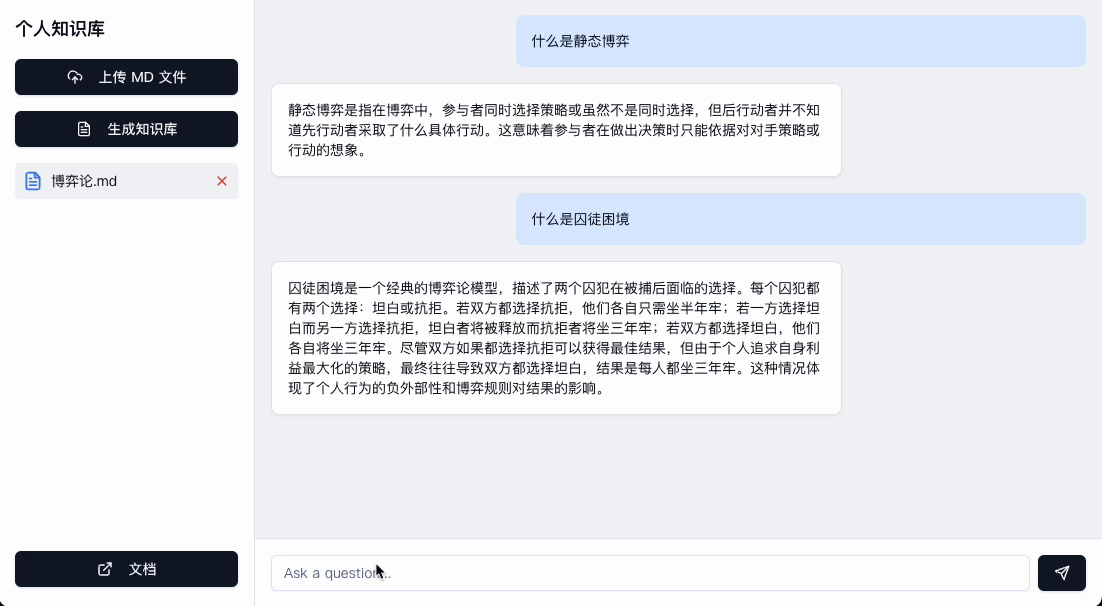 个人知识库
上传 MD 文件
生成知识库
博弈论.md
文档
什么是静态博弈
静态博弈是指在博弈中，参与者同时选择策略或虽然不是同时选择，但后行动者并不知
道先行动者采取了什么具体行动。这意味着参与者在做出决策时只能依据对对手策略或
行动的想象。
什么是囚徒困境
囚徒困境是一个经典的博弈论模型，描述了两个囚犯在被捕后面临的选择。每个囚犯都
有两个选择：坦白或抗拒。若双方都选择抗拒，他们各自只需坐半年牢；若一方选择坦
白而另一方选择抗拒，坦白者将被释放而抗拒者将坐三年牢；若双方都选择坦白，他们
各自将坐三年牢。尽管双方如果都选择抗拒可以获得最佳结果，但由于个人追求自身利
益最大化的策略，最终往往导致双方都选择坦白，结果是每人都坐三年牢。这种情况体
现了个人行为的负外部性和博弈规则对结果的影响。
Ask a question...